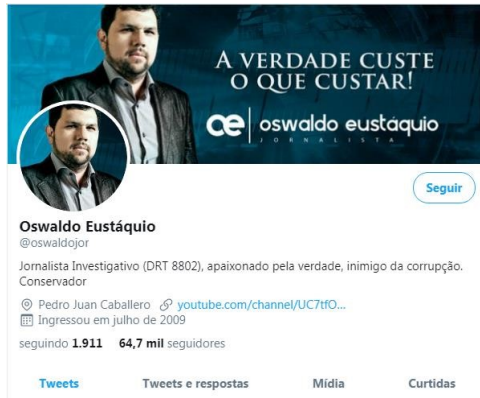 A VERDADE CUSTE
O QUE CUSTAR!
oe | oswaldo eustáquio
JORNALISTA
Seguir
Oswaldo Eustáquio
@oswaldojor
Jornalista Investigativo (DRT 8802), apaixonado pela verdade, inimigo da corrupção.
Conservador
Pedro Juan Caballero youtube.com/channel/UC7tfO...
Ingressou em julho de 2009
seguindo 1.911 64,7 mil seguidores
Tweets Tweets e respostas Mídia Curtidas